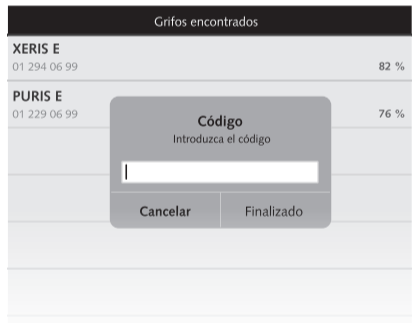 Grifos encontrados
XERIS E
01 294 06 99
82 %
PURIS E
01 229 06 99
76 %
Código
Introduzca el código
Cancelar
Finalizado